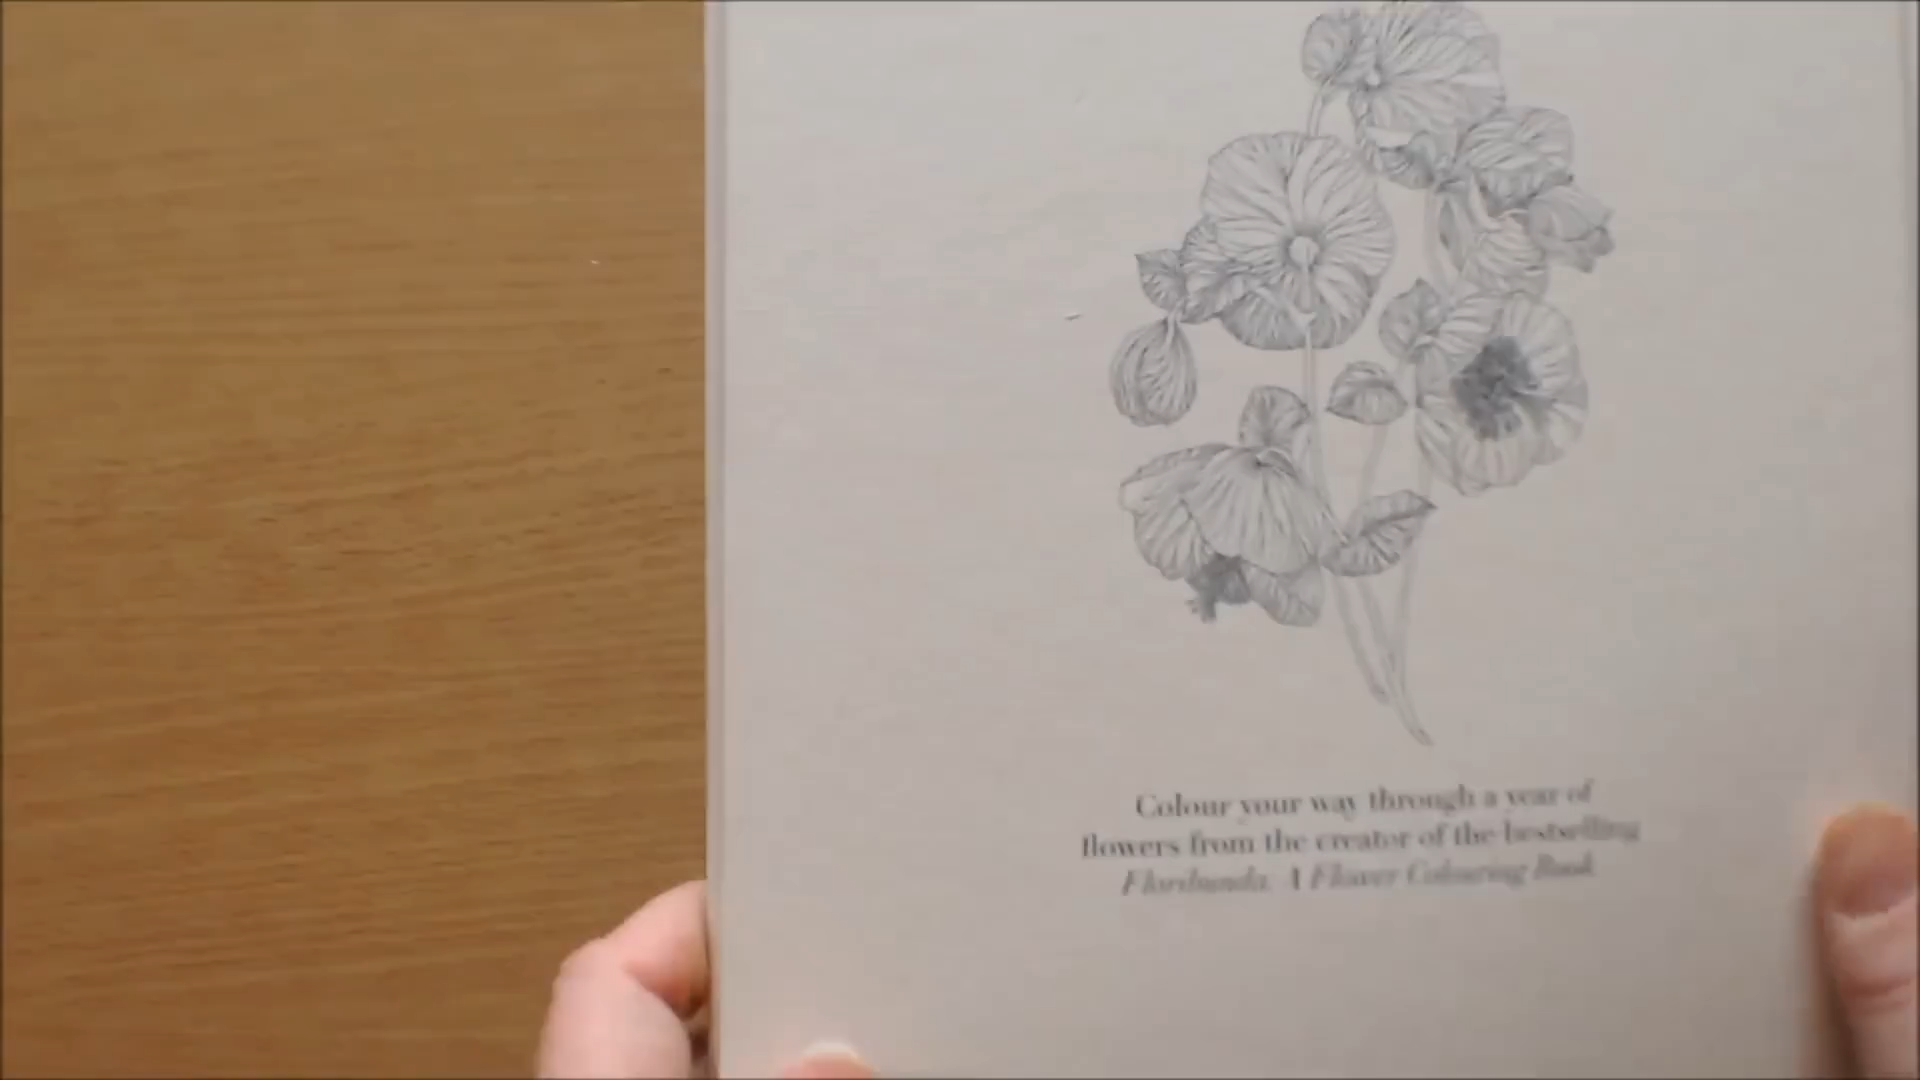 Colour your way through a year of
flowers from the creator of the bestselling
Floribunda: A Flower Colouring Book